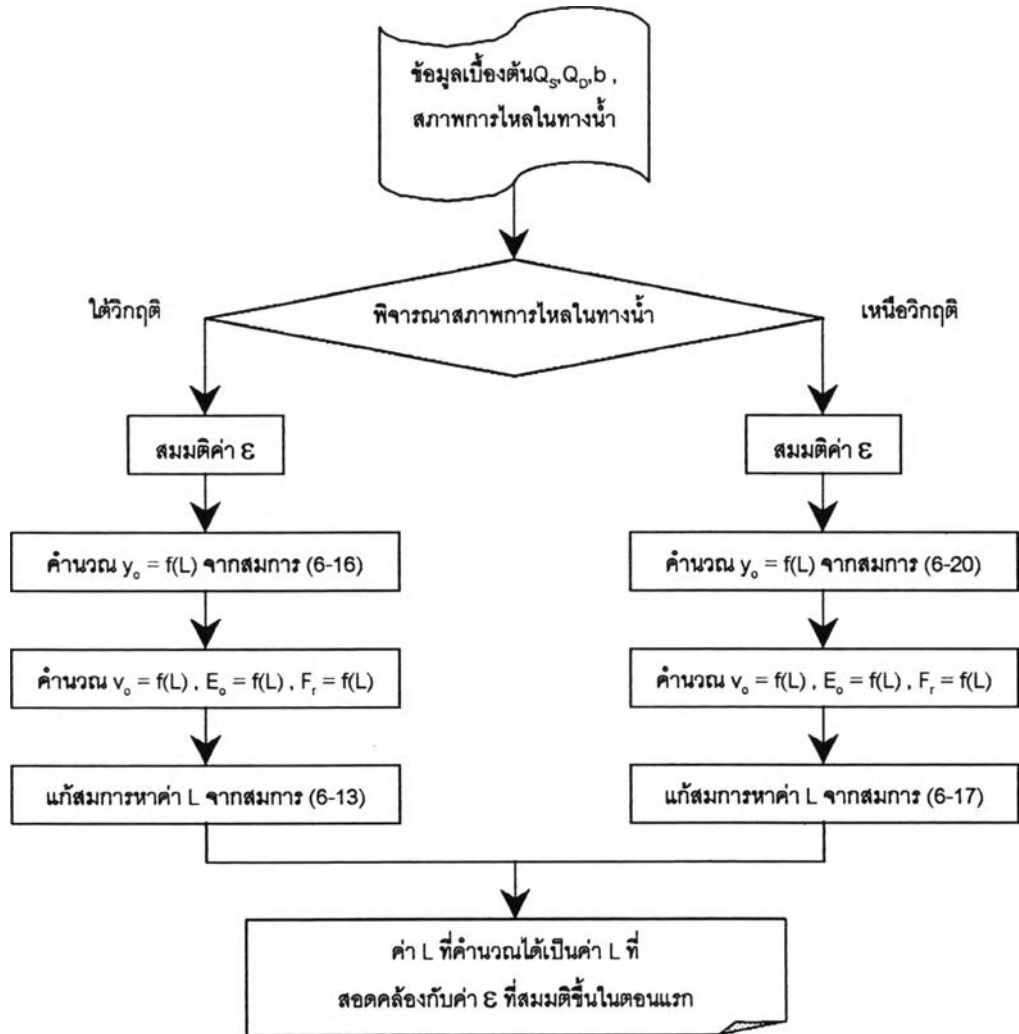 ข้อมูลเบื้องต้นQS,QD,b ,
สภาพการไหลในทางน้ำ
ใต้วิกฤติ
พิจารณาสภาพการไหลในทางน้ำ
เหนือวิกฤติ
สมมติค่า ε
สมมติค่า ε
คำนวณ yo = f(L) จากสมการ (6-16)
คำนวณ yo = f(L) จากสมการ (6-20)
คำนวณ vo = f(L) , Eo = f(L) , Fr = f(L)
คำนวณ vo = f(L) , Eo = f(L) , Fr = f(L)
แก้สมการหาค่า L จากสมการ (6-13)
แก้สมการหาค่า L จากสมการ (6-17)
ค่า L ที่คำนวณได้เป็นค่า L ที่
สอดคล้องกับค่า ε ที่สมมติขึ้นในตอนแรก